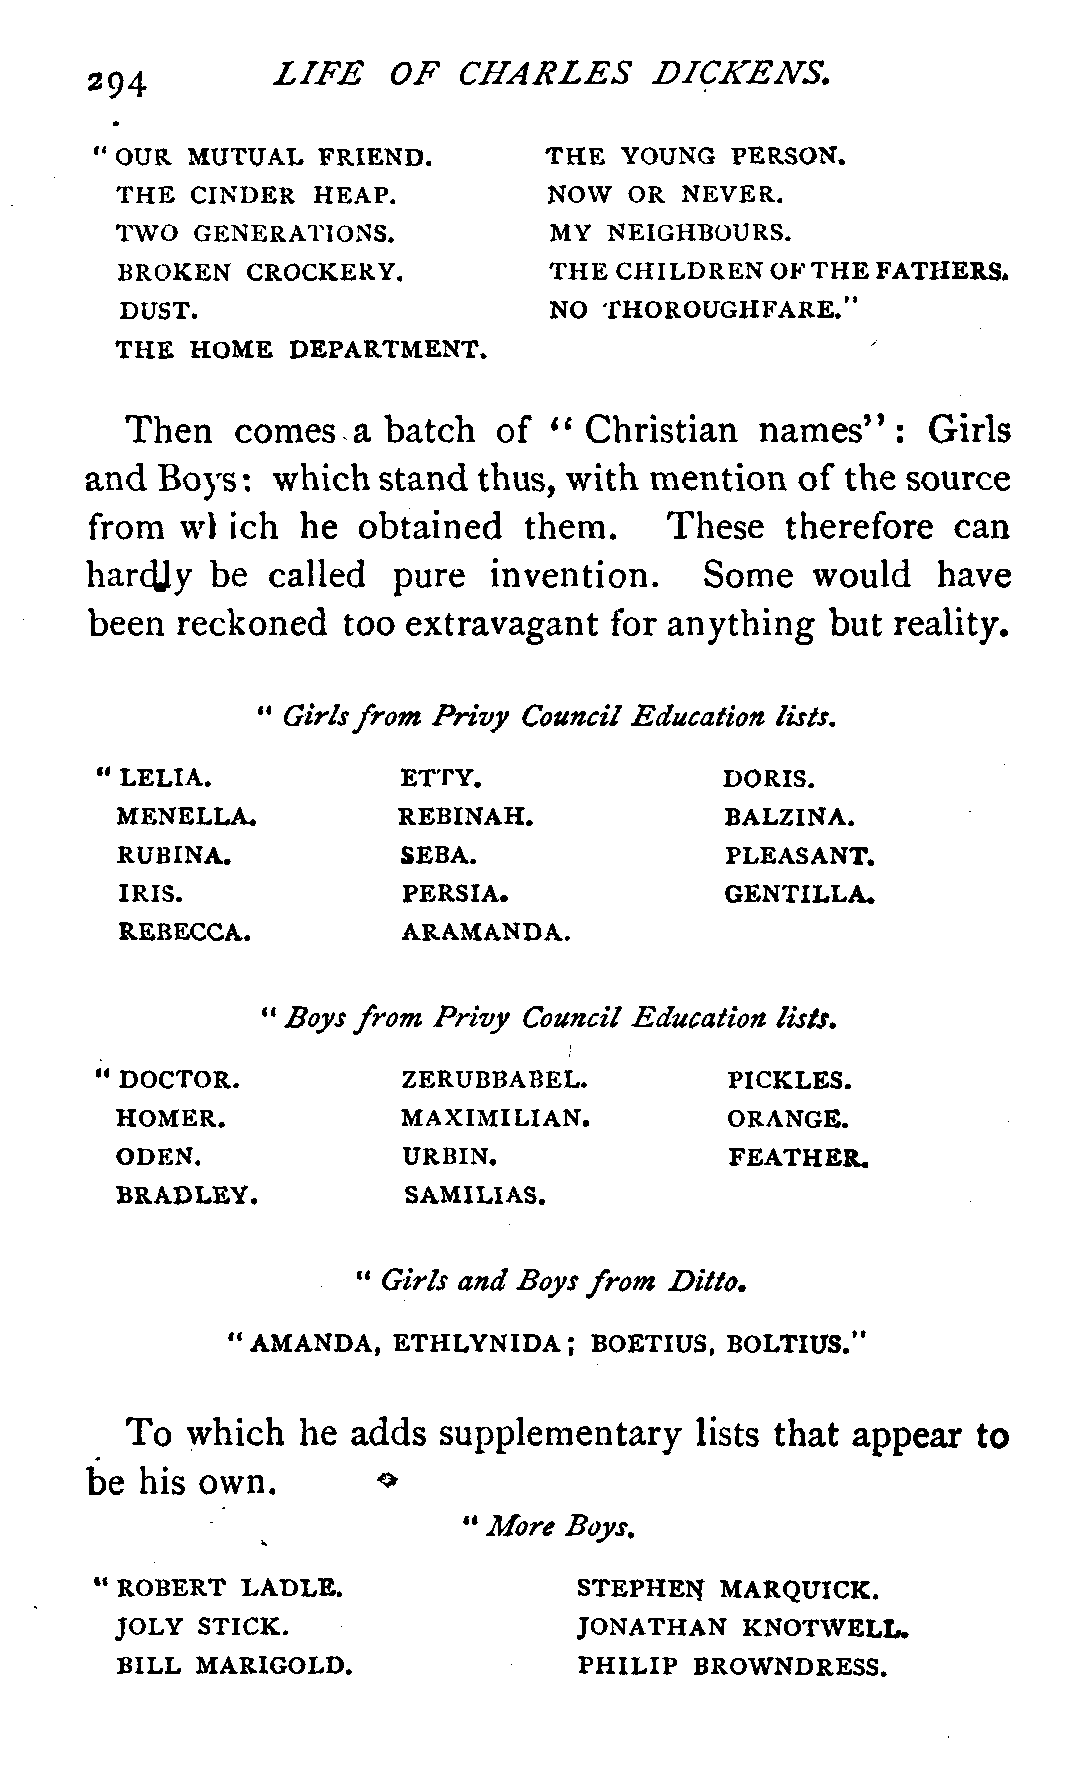 294 LIFE OF CHARLES DICKENS.
"OUR MUTUAL FRIEND. THE YOUNG PERSON.
THE CINDER HEAP. NOW OR NEVER.
TWO GENERATIONS. MY NEIGHBOURS.
BROKEN CROCKERY. THE CHILDREN OF THE FATHERS.
DUST. NO THOROUGHFARE."
THE HOME DEPARTMENT.
Then comes a batch of "Christian names": Girls
and Boys: which stand thus, with mention of the source
from wl ich he obtained them. These therefore can
hardly be called pure invention. Some would have
been reckoned too extravagant for anything but reality.
"Girls from Privy Council Education lists.
"LELIA. ETTY. DORIS.
MENELLA. REBINAH. BALZINA.
RUBINA. SEBA. PLEASANT.
IRIS. PERSIA. GENTILLA.
REBECCA. ARAMANDA.
"Boys from Privy Council Education lists.
"DOCTOR. ZERUBBABEL. PICKLES.
HOMER. MAXIMILIAN. ORANGE.
ODEN. URBIN. FEATHER.
BRADLEY. SAMILIAS.
"Girls and Boys from Ditto.
"AMANDA, ETHLYNIDA; BOETIUS, BOLTIUS."
To which he adds supplementary lists that appear to
be his own.
"More Boys.
"ROBERT LADLE. STEPHEN MARQUICK.
JOLY STICK. JONATHAN KNOTWELL.
BILL MARIGOLD. PHILIP BROWNDRESS.